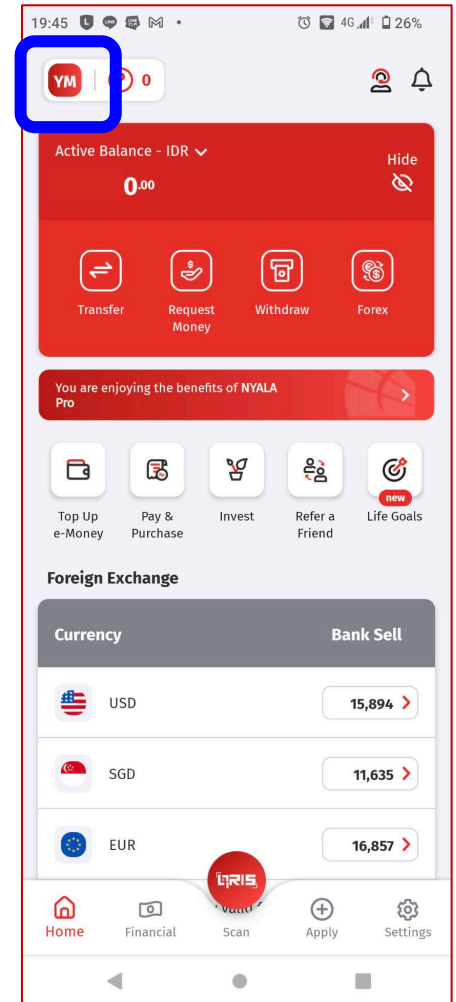 19:45 4G 26%
YM 0
Active Balance - IDR
Hide
0.00
Transfer
Request
Money
Withdraw
Forex
You are enjoying the benefits of NYALA
Pro
new
Top Up
e-Money
Pay &
Purchase
Invest
Refer a
Friend
Life Goals
Foreign Exchange
Currency Bank Sell
USD 15,894
SGD 11,635
EUR 16,857
QRIS
Home Financial Scan Apply Settings